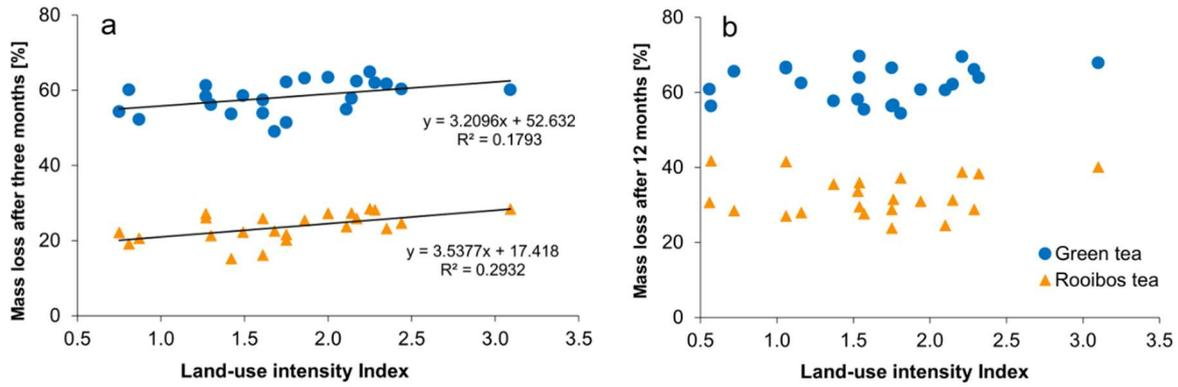 a
Mass loss after three months [%]
80
60
40
20
0
y = 3.2096x + 52.632
R² = 0.1793
y = 3.5377x + 17.418
R² = 0.2932
0.5 1.0 1.5 2.0 2.5 3.0 3.5
Land-use intensity Index
b
Mass loss after 12 months [%]
80
60
40
20
0
Green tea
Rooibos tea
0.5 1.0 1.5 2.0 2.5 3.0 3.5
Land-use intensity Index